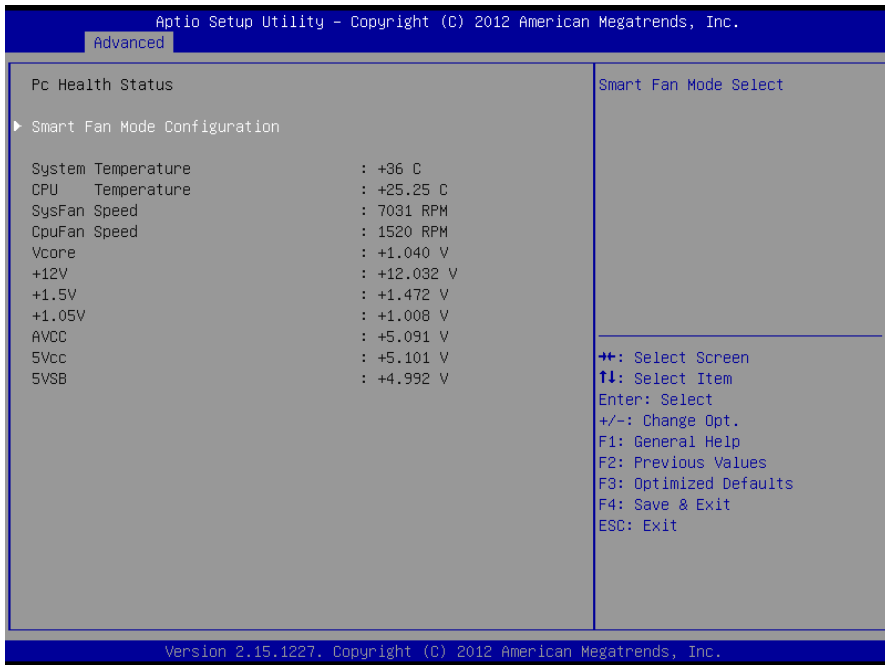 Aptio Setup Utility – Copyright (C) 2012 American Megatrends, Inc.
Advanced
Pc Health Status
Smart Fan Mode Configuration
System Temperature : +36 C
CPU Temperature : +25.25 C
SysFan Speed : 7031 RPM
CpuFan Speed : 1520 RPM
Vcore : +1.040 V
+12V : +12.032 V
+1.5V : +1.472 V
+1.05V : +1.008 V
AVCC : +5.091 V
5Vcc : +5.101 V
5VSB : +4.992 V
Smart Fan Mode Select
→←: Select Screen
↑↓: Select Item
Enter: Select
+/-: Change Opt.
F1: General Help
F2: Previous Values
F3: Optimized Defaults
F4: Save & Exit
ESC: Exit
Version 2.15.1227. Copyright (C) 2012 American Megatrends, Inc.